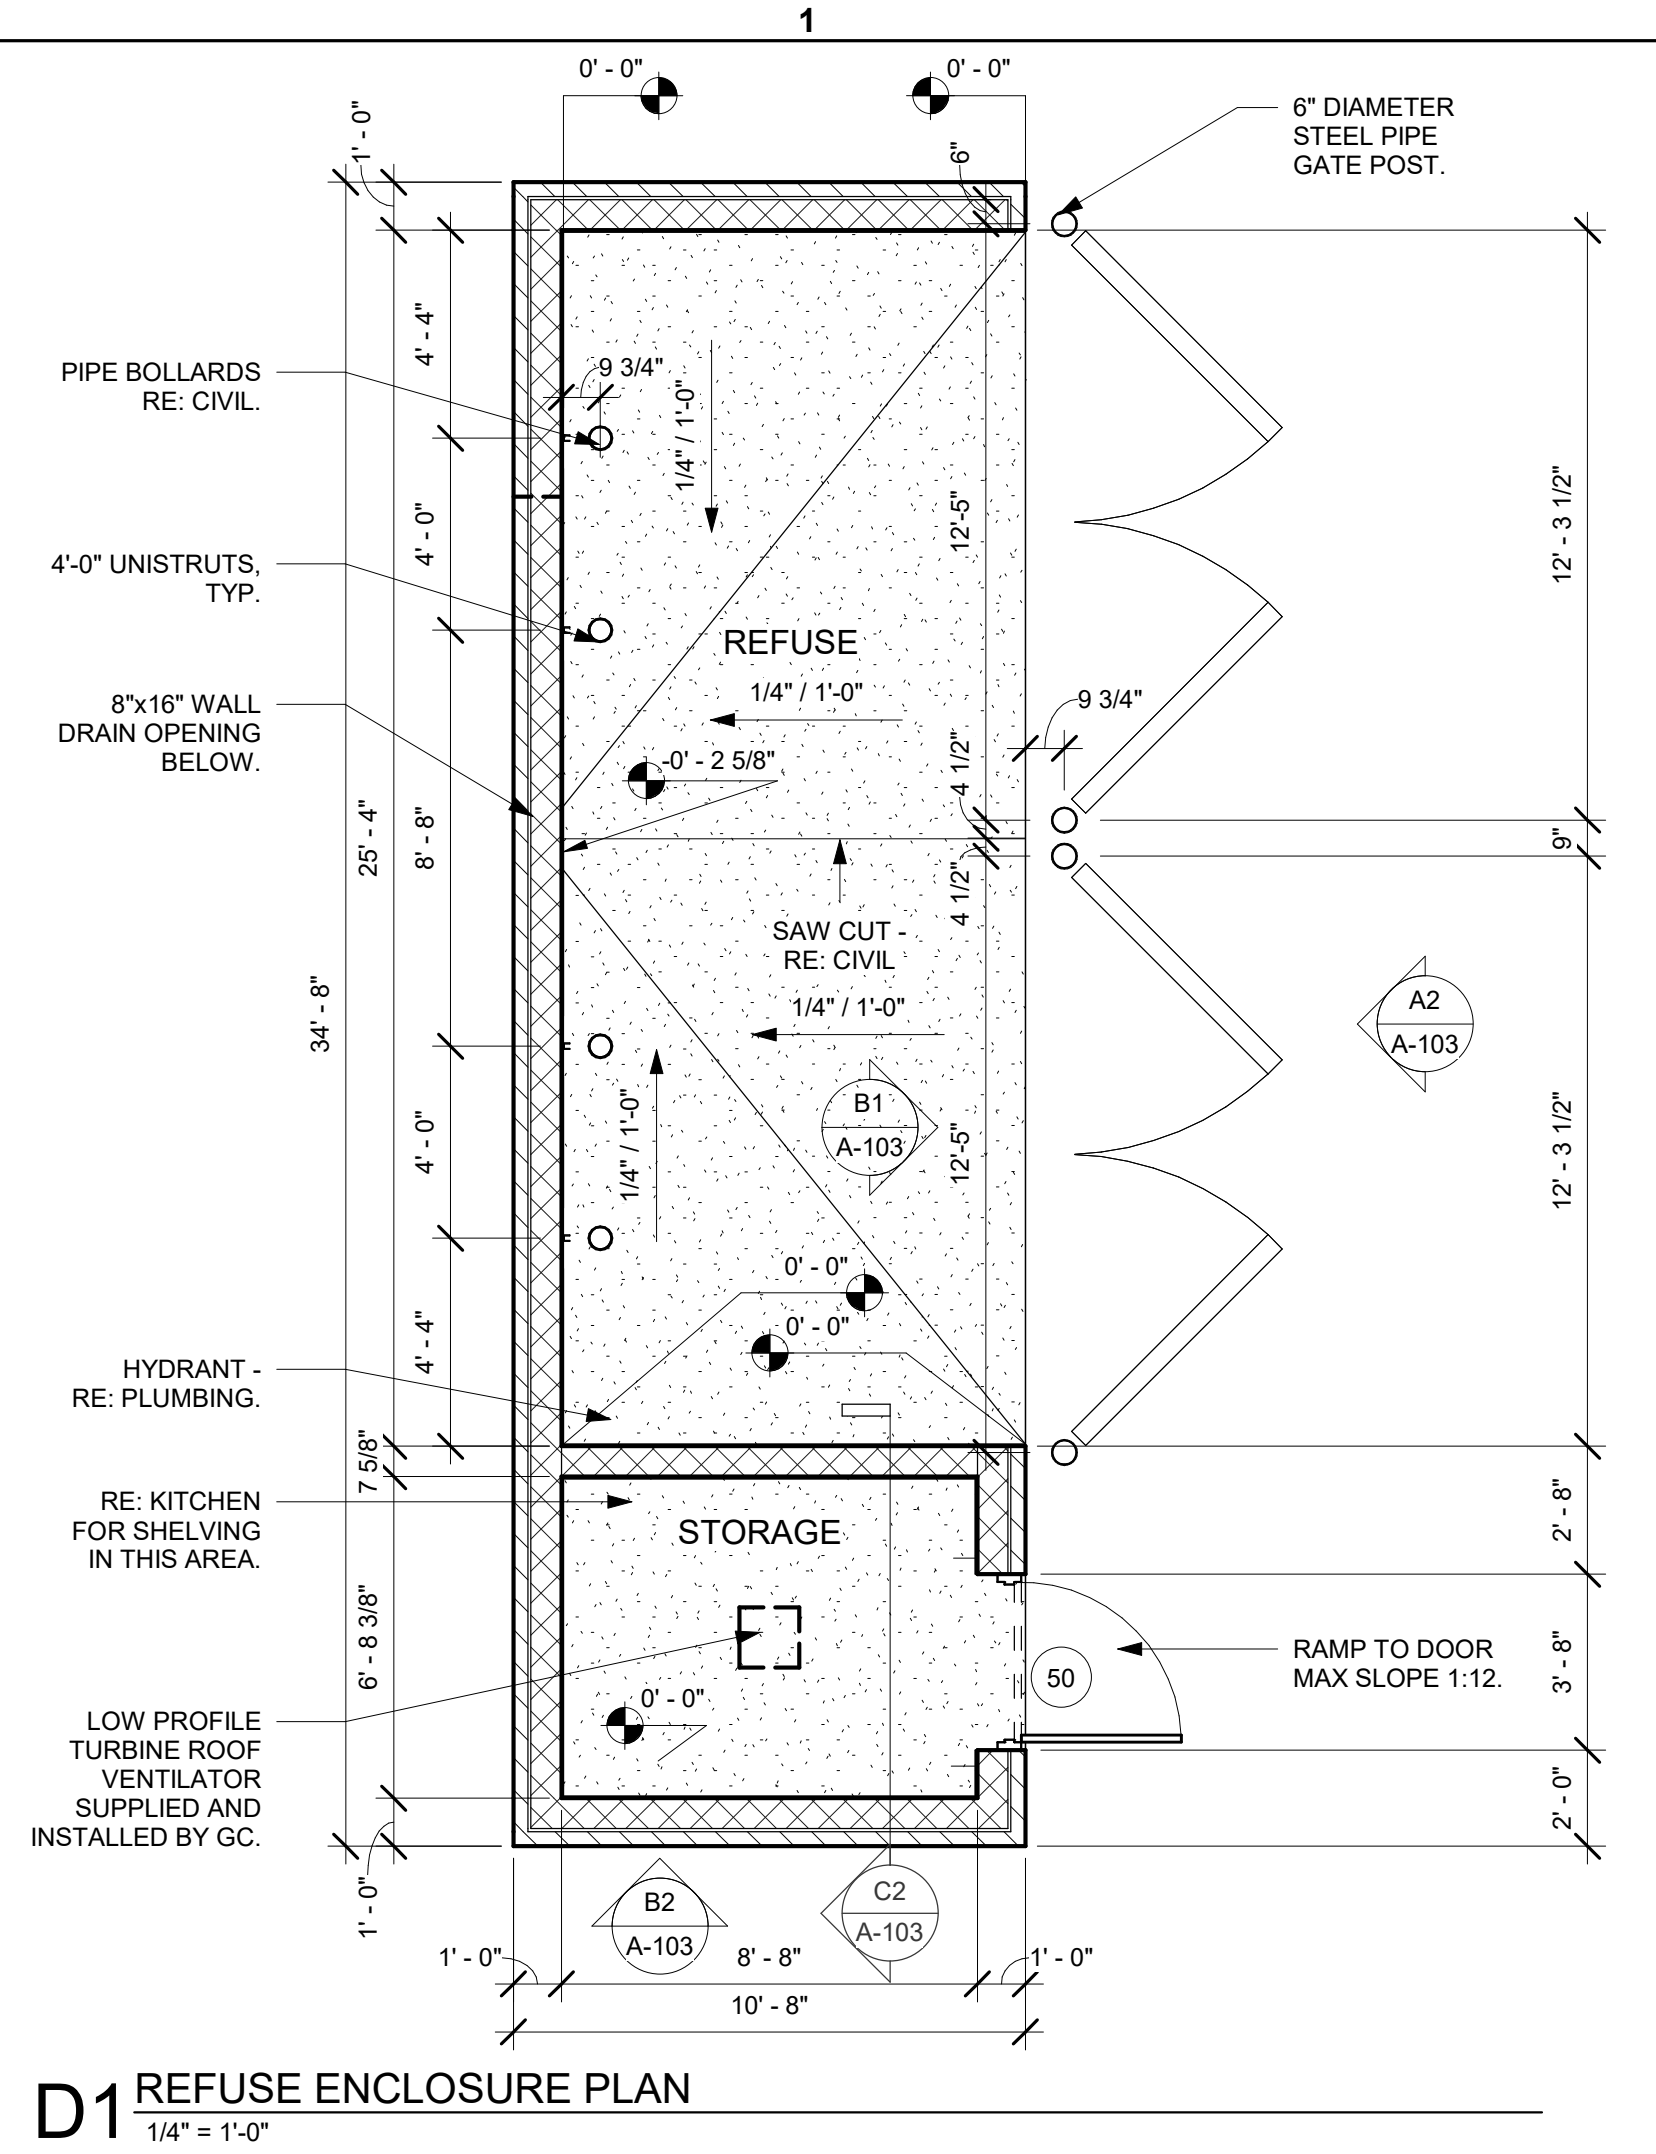 1
0' - 0"
0' - 0"
1' - 0"
6"
6" DIAMETER
STEEL PIPE
GATE POST.
4' - 4"
PIPE BOLLARDS
RE: CIVIL.
9 3/4"
1/4" / 1'-0"
4' - 0"
12'-5"
12' - 3 1/2"
4'-0" UNISTRUTS,
TYP.
REFUSE
1/4" / 1'-0"
8"x16" WALL
DRAIN OPENING
BELOW.
9 3/4"
-0' - 2 5/8"
4 1/2"
25' - 4"
8' - 8"
9"
4 1/2"
SAW CUT -
RE: CIVIL
34' - 8"
1/4" / 1'-0"
A2
A-103
B1
A-103
4' - 0"
1/4" / 1'-0"
12'-5"
12' - 3 1/2"
0' - 0"
0' - 0"
4' - 4"
HYDRANT -
RE: PLUMBING.
7 5/8"
RE: KITCHEN
FOR SHELVING
IN THIS AREA.
STORAGE
2' - 8"
6' - 8 3/8"
RAMP TO DOOR
MAX SLOPE 1:12.
50
3' - 8"
0' - 0"
LOW PROFILE
TURBINE ROOF
VENTILATOR
SUPPLIED AND
INSTALLED BY GC.
2' - 0"
1' - 0"
B2
A-103
C2
A-103
1' - 0"
8' - 8"
1' - 0"
10' - 8"
D1
REFUSE ENCLOSURE PLAN
1/4" = 1'-0"